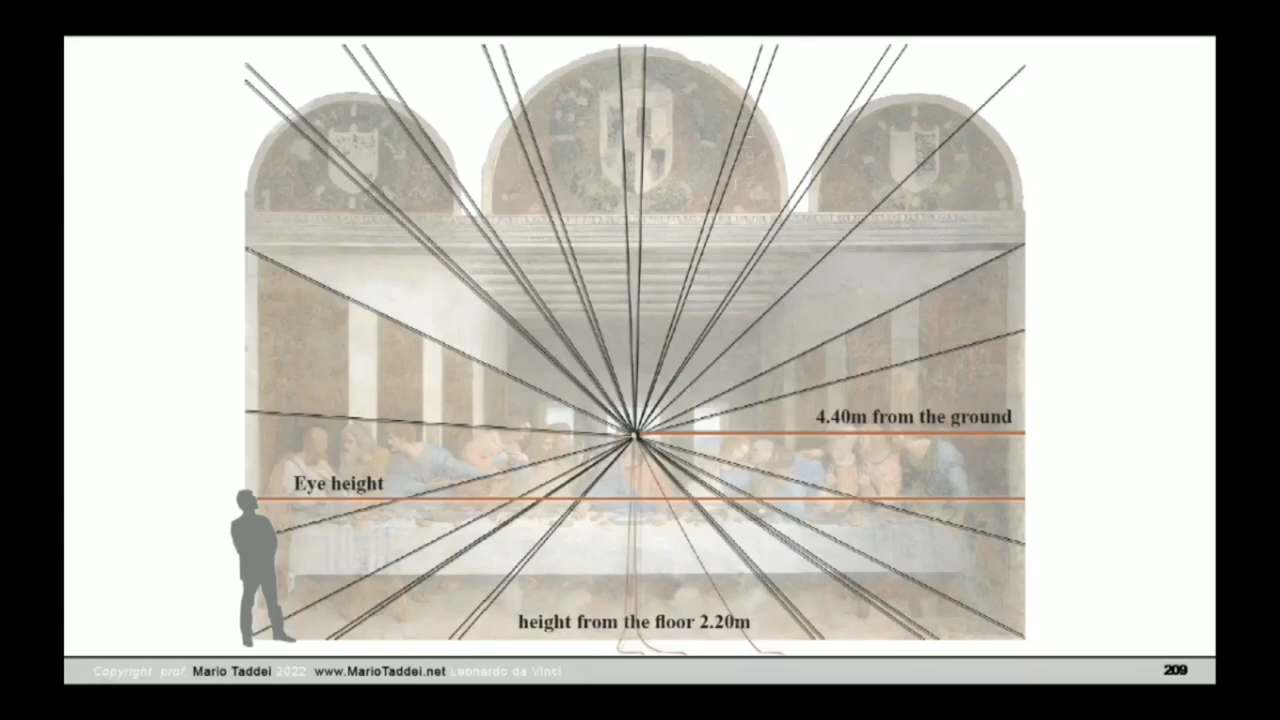 4.40m from the ground
Eye height
height from the floor 2.20m
Copyright prof Mario Taddei 2022 www.MarioTaddei.net Leonardo da Vinci
209